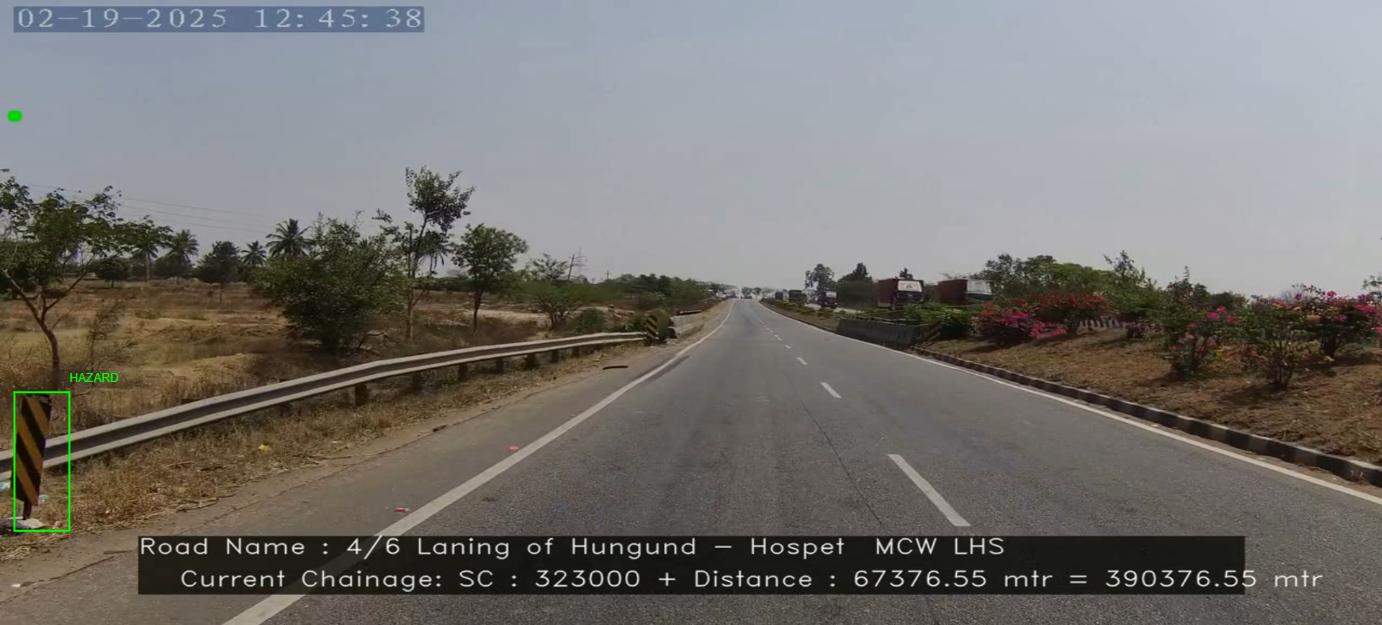 02-19-2025 12:45:38
HAZARD
Road Name : 4/6 Laning of Hungund - Hospet MCW LHS
Current Chainage: SC : 323000 + Distance : 67376.55 mtr = 390376.55 mtr